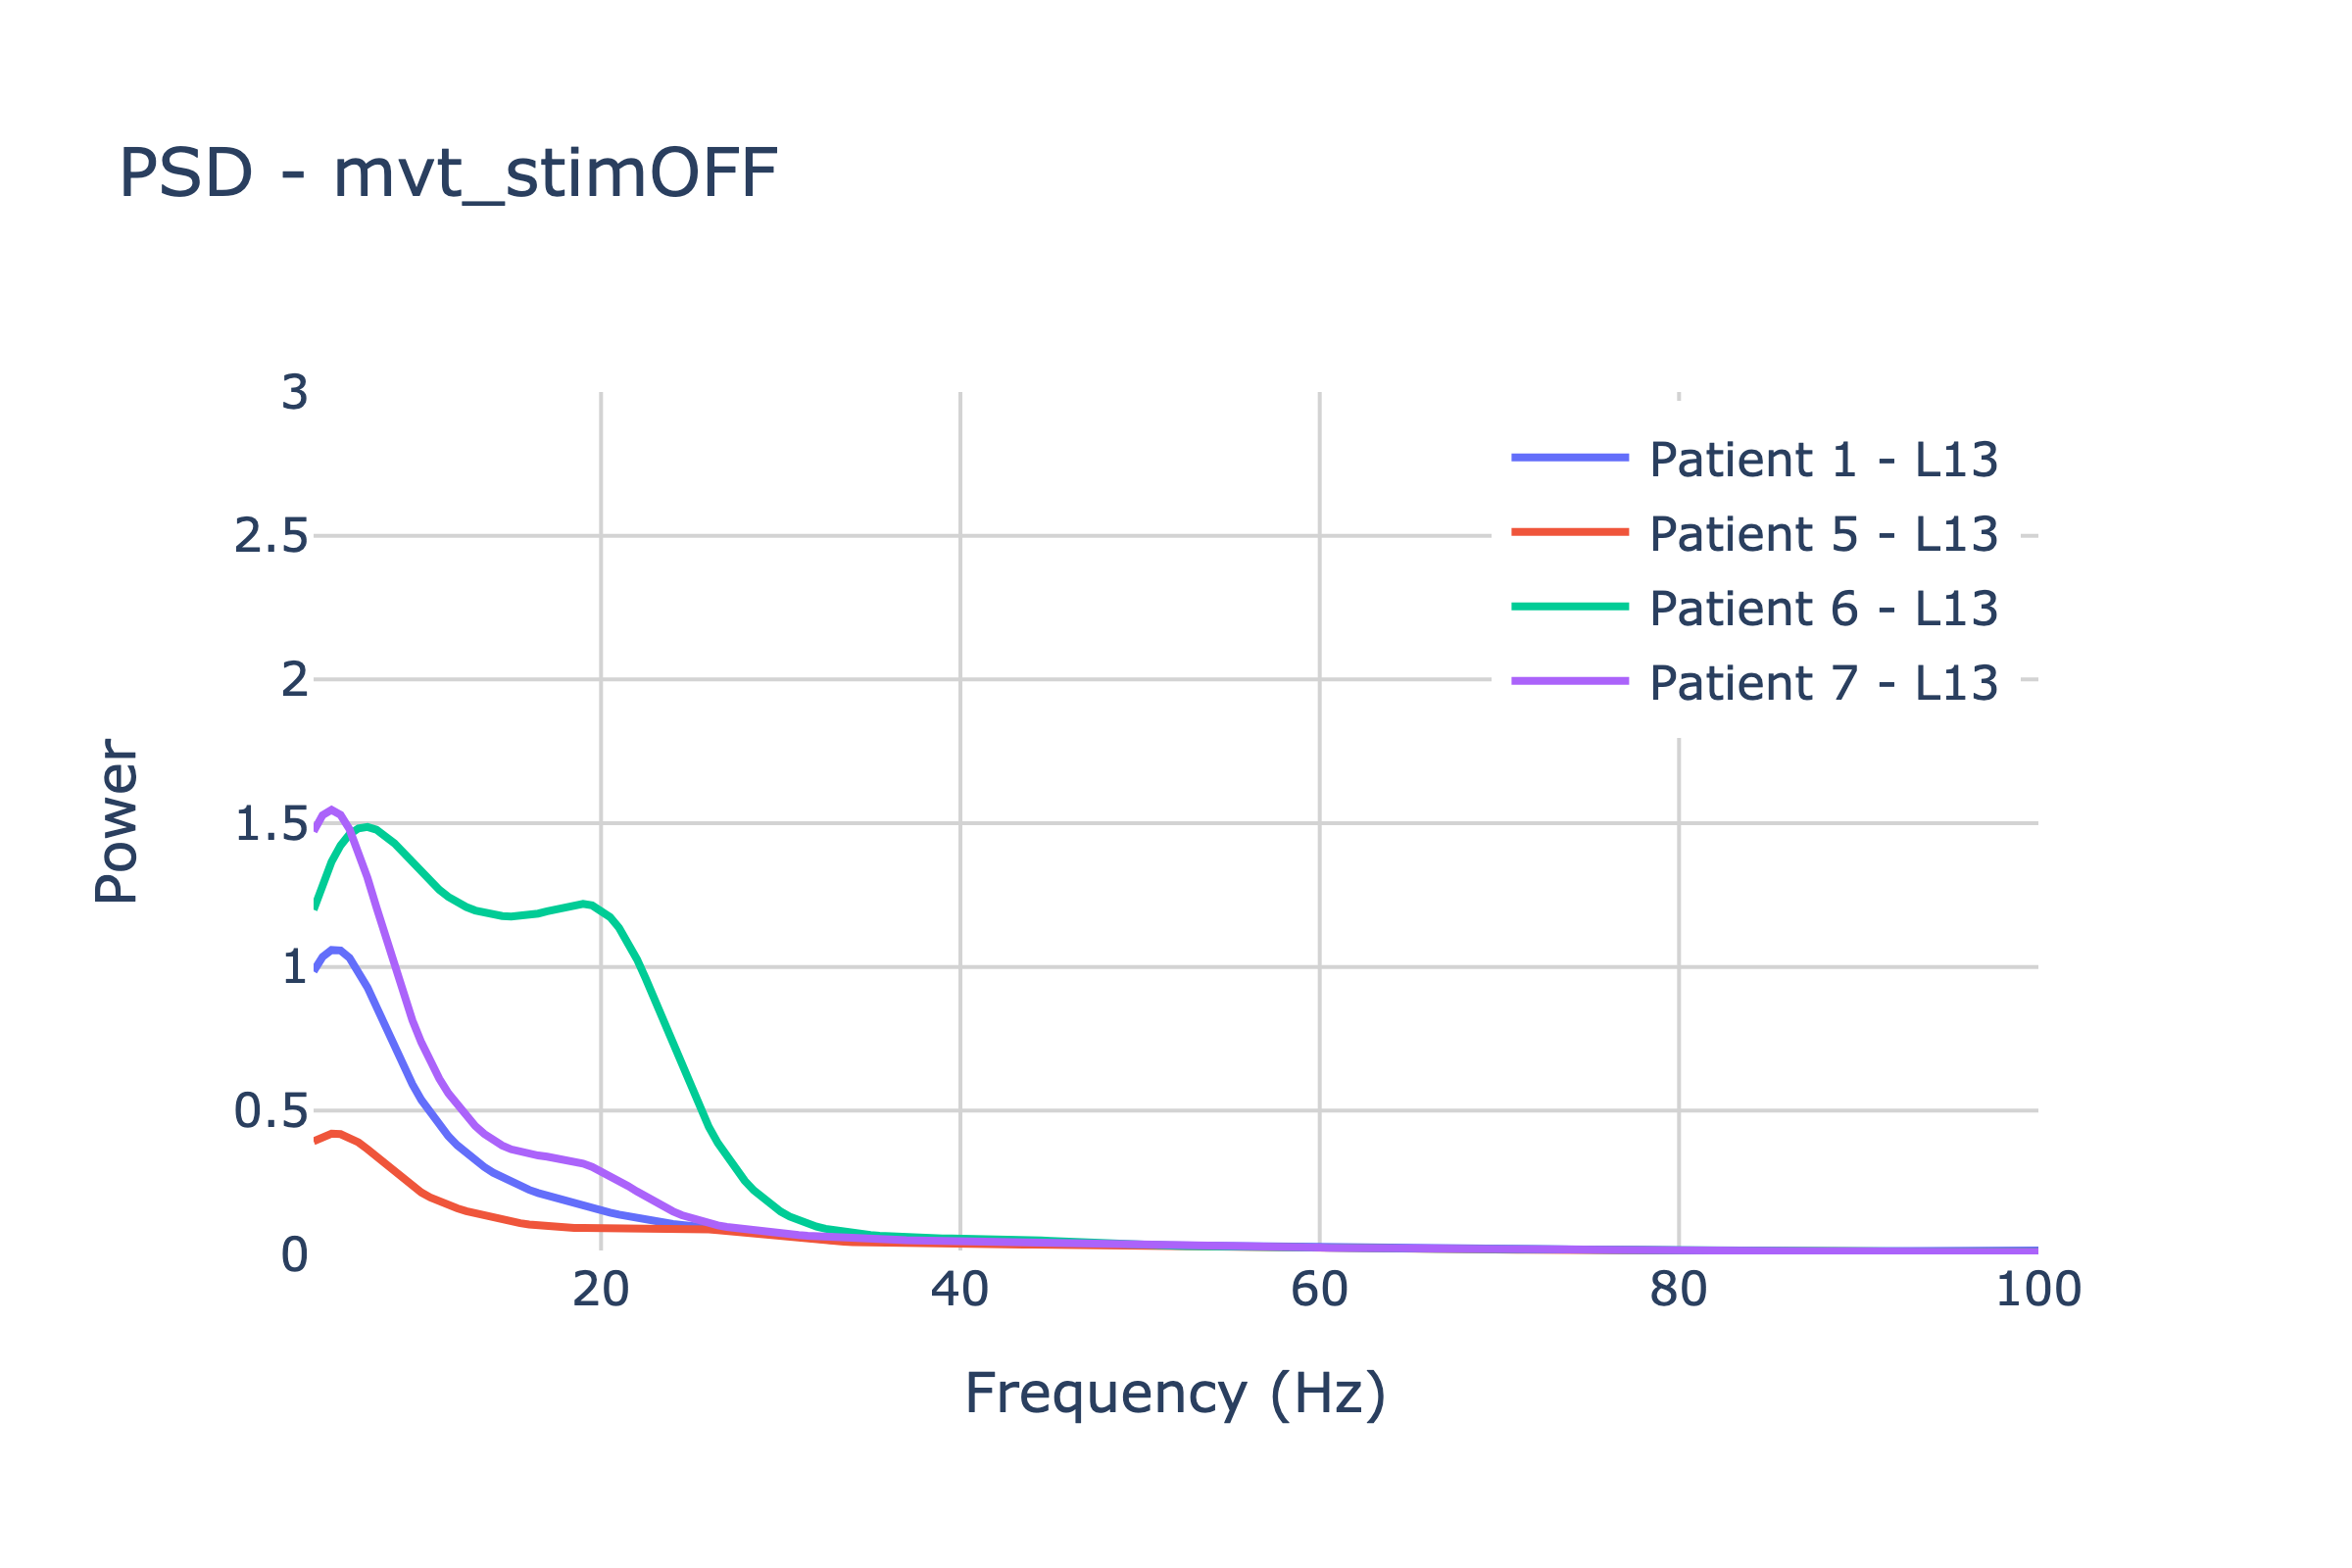 PSD - mvt_stimOFF
3
2.5
2
1.5
1
0.5
0
Power
Patient 1 - L13
Patient 5 - L13
Patient 6 - L13
Patient 7 - L13
20
40
60
80
100
Frequency (Hz)